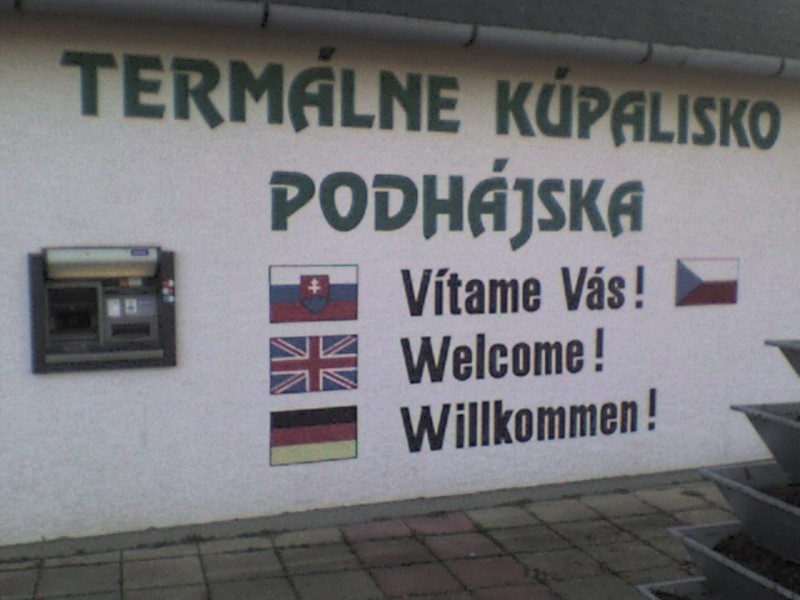 TERMÁLNE KÚPALISKO
PODHÁJSKA
Vítame Vás!
Welcome!
Willkommen!